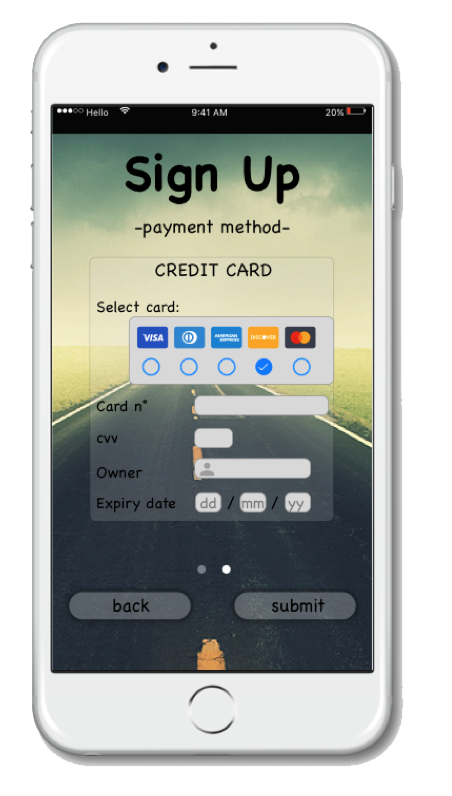 Hello 9:41 AM 20%
Sign Up
-payment method-
CREDIT CARD
Select card:
VISA AMERICAN EXPRESS DISCOVER
Card n°
cvv
Owner
Expiry date dd / mm / yy
back submit